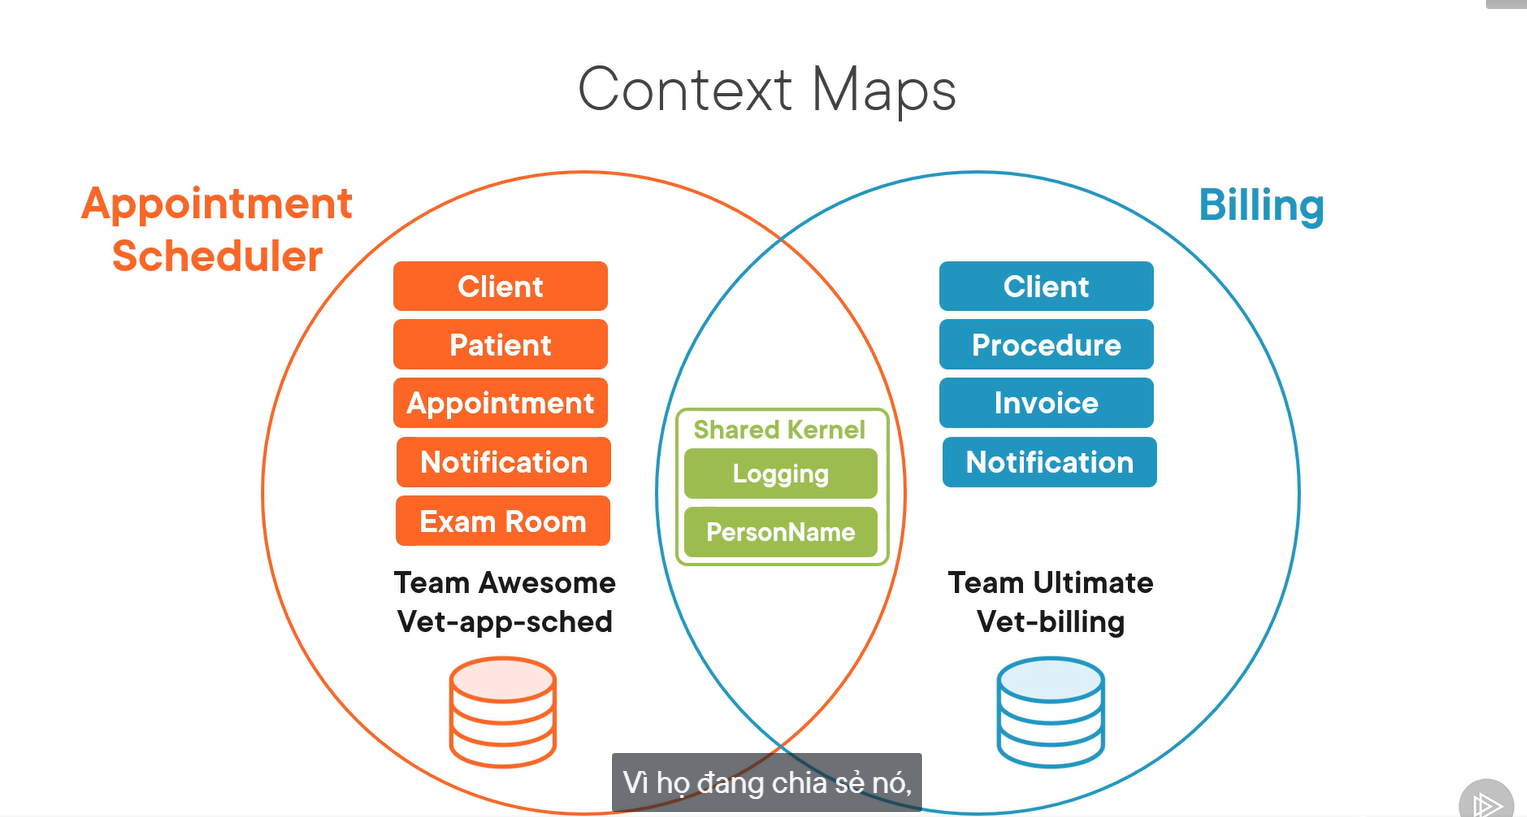 Context Maps
Appointment
Scheduler
Billing
Client
Patient
Appointment
Notification
Exam Room
Team Awesome
Vet-app-sched
Shared Kernel
Logging
PersonName
Client
Procedure
Invoice
Notification
Team Ultimate
Vet-billing
Vì họ đang chia sẻ nó,